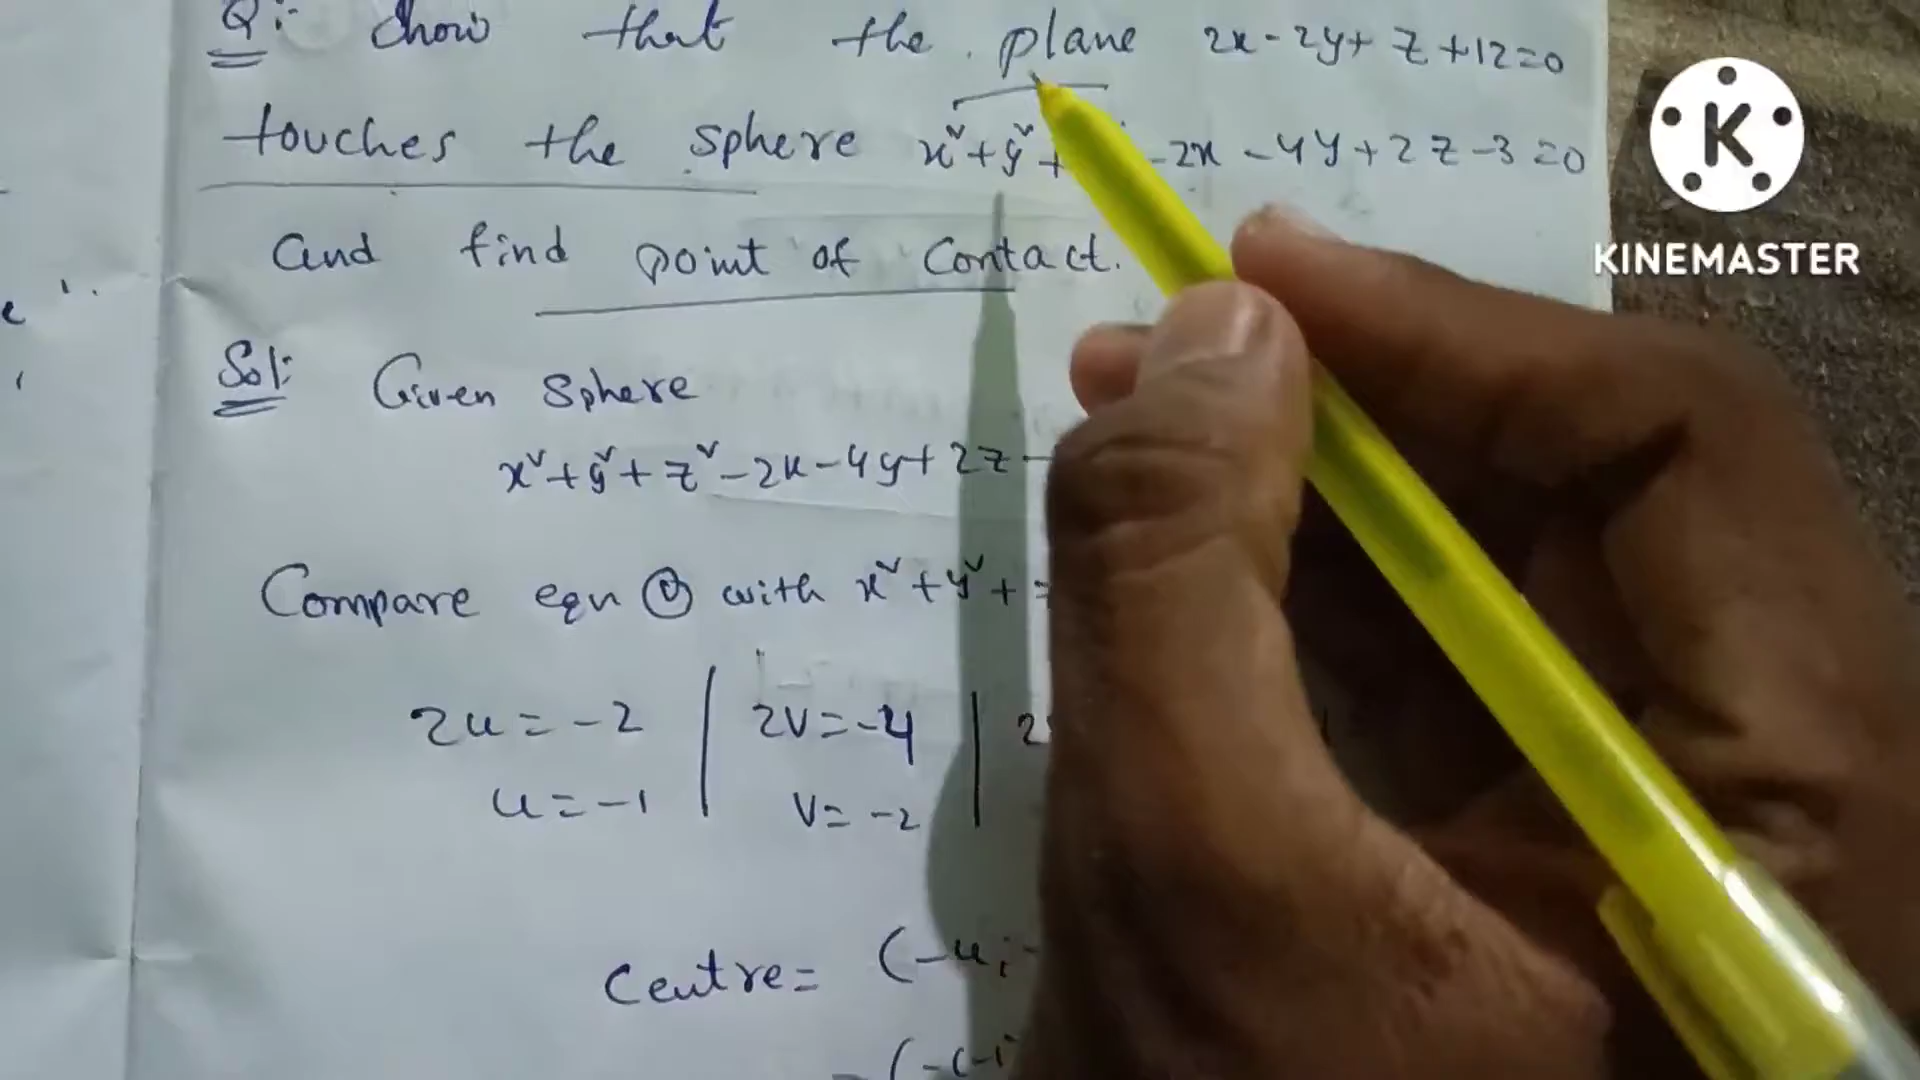 Q:- Show that the plane 2x - 2y + z + 12 = 0
touches the sphere x² + y² + - 2x - 4y + 2z - 3 = 0
and find point of Contact.
Sol: Given sphere
x² + y² + z² - 2x - 4y + 2z -
Compare eqn ① with x² + y² +
2u = -2 | 2v = -4 | 2
u = -1 v = -2
Centre = (-u,
= (-(-1)
K
KINEMASTER